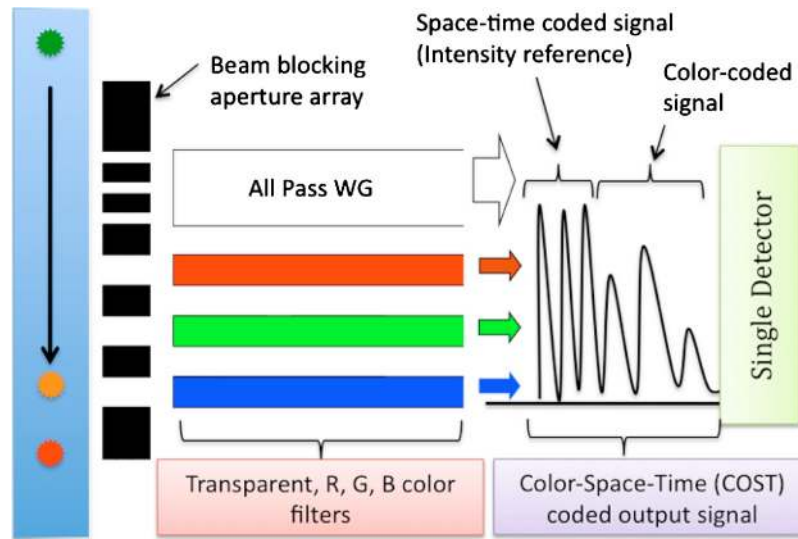 Space-time coded signal
(Intensity reference)
Beam blocking
aperture array
Color-coded
signal
All Pass WG
Single Detector
Transparent, R, G, B color
filters
Color-Space-Time (COST)
coded output signal